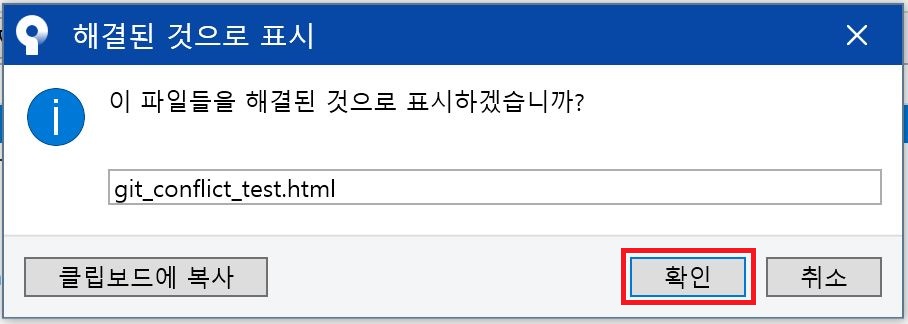 해결된 것으로 표시
이 파일들을 해결된 것으로 표시하겠습니까?
git_conflict_test.html
클립보드에 복사
확인
취소